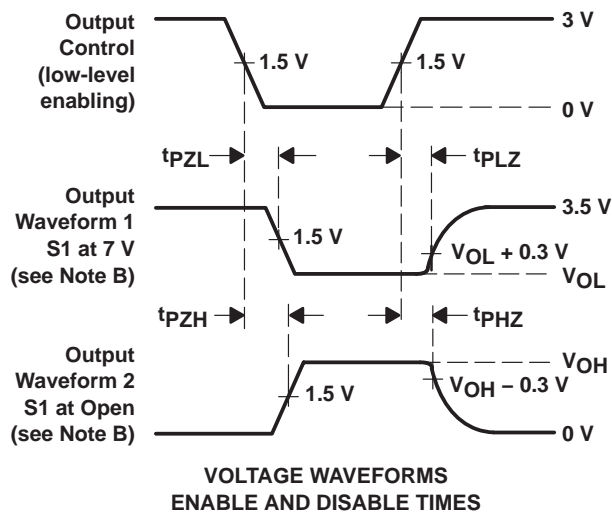 Output
Control
(low-level
enabling)
1.5 V
1.5 V
3 V
0 V
tPZL
tPLZ
Output
Waveform 1
S1 at 7 V
(see Note B)
1.5 V
3.5 V
VOL + 0.3 V
VOL
tPZH
tPHZ
Output
Waveform 2
S1 at Open
(see Note B)
1.5 V
VOH
VOH – 0.3 V
0 V
VOLTAGE WAVEFORMS
ENABLE AND DISABLE TIMES